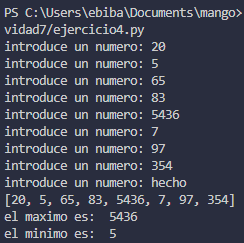 PS C:\Users\ebiba\Documents\mango>
vidad7/ejercicio4.py
introduce un numero: 20
introduce un numero: 5
introduce un numero: 65
introduce un numero: 83
introduce un numero: 5436
introduce un numero: 7
introduce un numero: 97
introduce un numero: 354
introduce un numero: hecho
[20, 5, 65, 83, 5436, 7, 97, 354]
el maximo es:  5436
el minimo es:  5